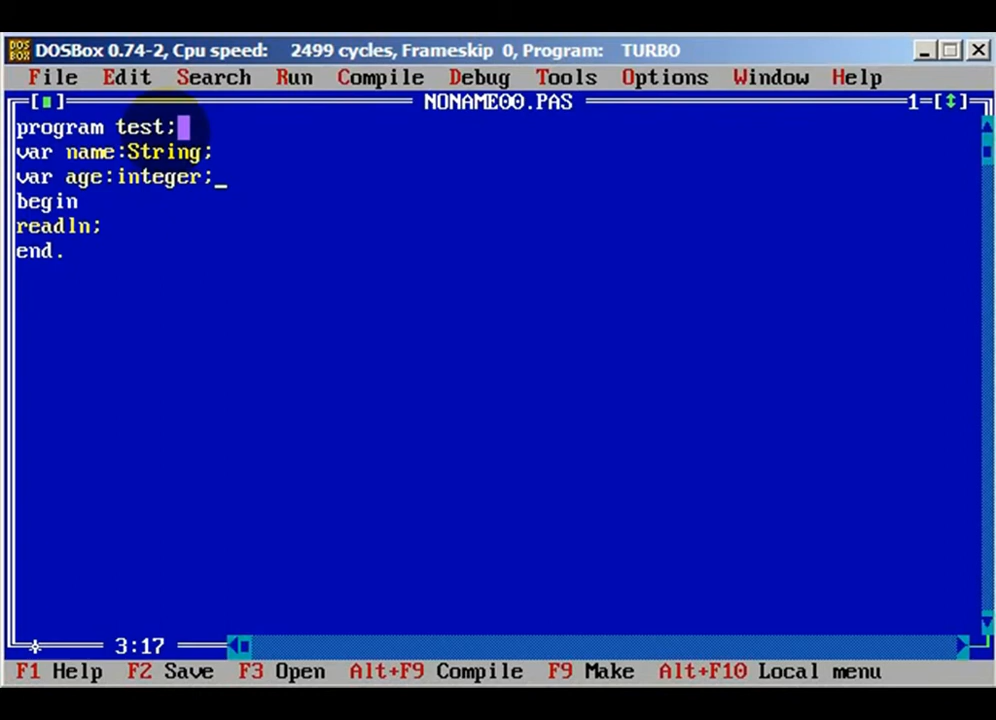 DOSBox 0.74-2, Cpu speed: 2499 cycles, Frameskip 0, Program: TURBO
File Edit Search Run Compile Debug Tools Options Window Help
[■] NONAME00.PAS 1=[↕]
program test;
var name:String;
var age:integer;_
begin
readln;
end.
3:17
F1 Help F2 Save F3 Open Alt+F9 Compile F9 Make Alt+F10 Local menu